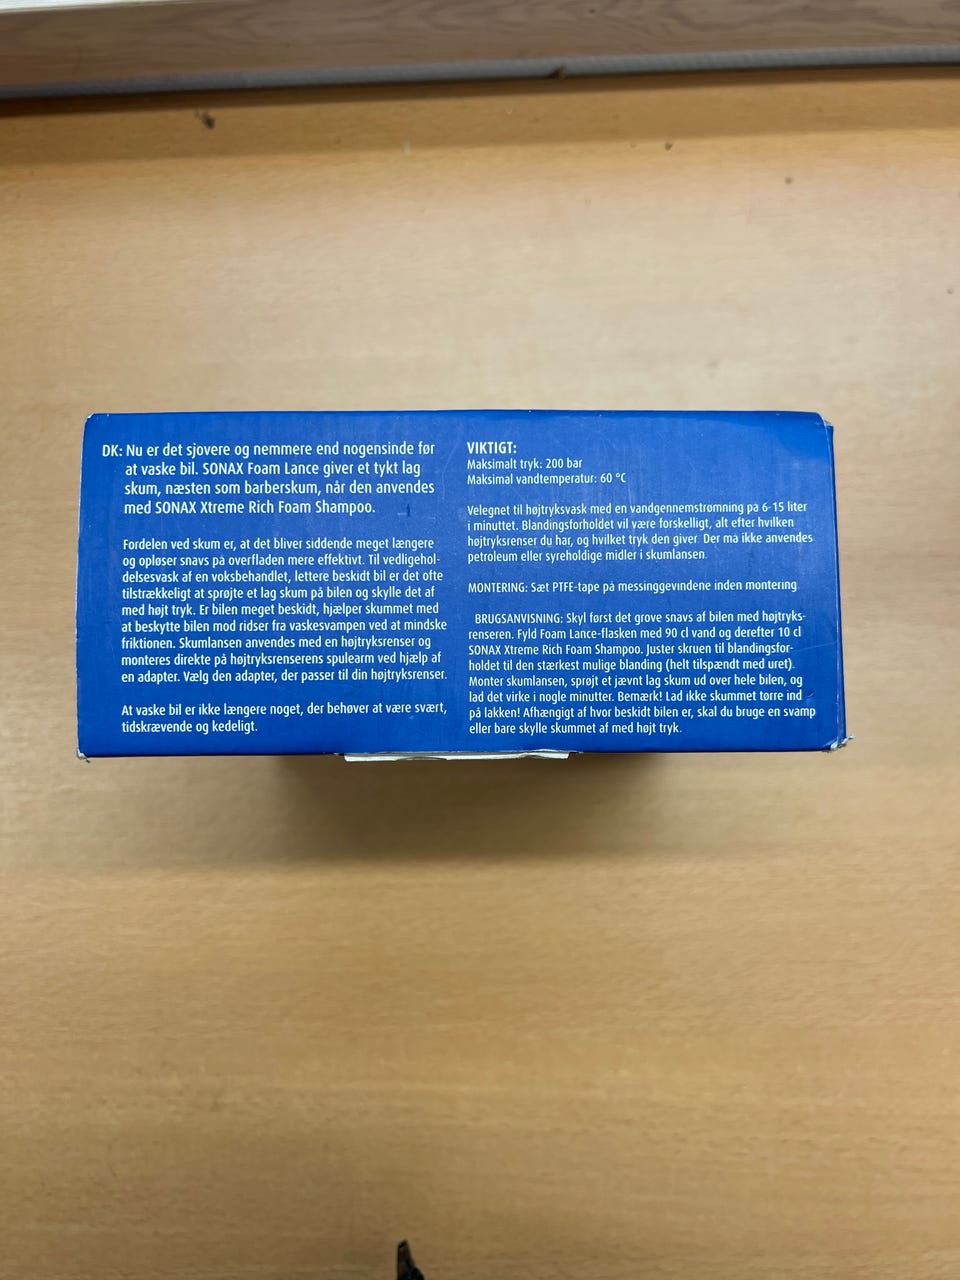 DK: Nu er det sjovere og nemmere end nogensinde før
at vaske bil. SONAX Foam Lance giver et tykt lag
skum, næsten som barberskum, når den anvendes
med SONAX Xtreme Rich Foam Shampoo.
Fordelen ved skum er, at det bliver siddende meget længere
og opløser snavs på overfladen mere effektivt. Til vedligehol-
delsesvask af en voksbehandlet, lettere beskidt bil er det ofte
tilstrækkeligt at sprøjte et lag skum på bilen og skylle det af
med højt tryk. Er bilen meget beskidt, hjælper skummet med
at beskytte bilen mod ridser fra vaskesvampen ved at mindske
friktionen. Skumlansen anvendes med en højtryksrenser og
monteres direkte på højtryksrenserens spulearm ved hjælp af
en adapter. Vælg den adapter, der passer til din højtryksrenser.
At vaske bil er ikke længere noget, der behøver at være svært,
tidskrævende og kedeligt.
VIKTIGT:
Maksimalt tryk: 200 bar
Maksimal vandtemperatur: 60 °C
Velegnet til højtryksvask med en vandgennemstrømning på 6-15 liter
i minuttet. Blandingsforholdet vil være forskelligt, alt efter hvilken
højtryksrenser du har, og hvilket tryk den giver. Der må ikke anvendes
petroleum eller syreholdige midler i skumlansen.
MONTERING: Sæt PTFE-tape på messinggevindene inden montering.
BRUGSANVISNING: Skyl først det grove snavs af bilen med højtryks-
renseren. Fyld Foam Lance-flasken med 90 cl vand og derefter 10 cl
SONAX Xtreme Rich Foam Shampoo. Juster skruen til blandingsfor-
holdet til den stærkest mulige blanding (helt tilspændt med uret).
Monter skumlansen, sprøjt et jævnt lag skum ud over hele bilen, og
lad det virke i nogle minutter. Bemærk! Lad ikke skummet tørre ind
på lakken! Afhængigt af hvor beskidt bilen er, skal du bruge en svamp
eller bare skylle skummet af med højt tryk.